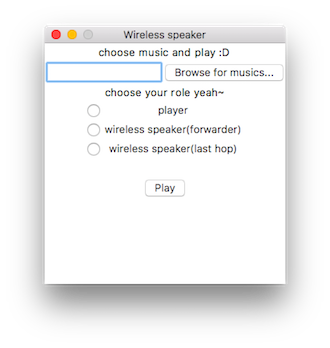 Wireless speaker
choose music and play :D
Browse for musics...
choose your role yeah~
player
wireless speaker(forwarder)
wireless speaker(last hop)
Play